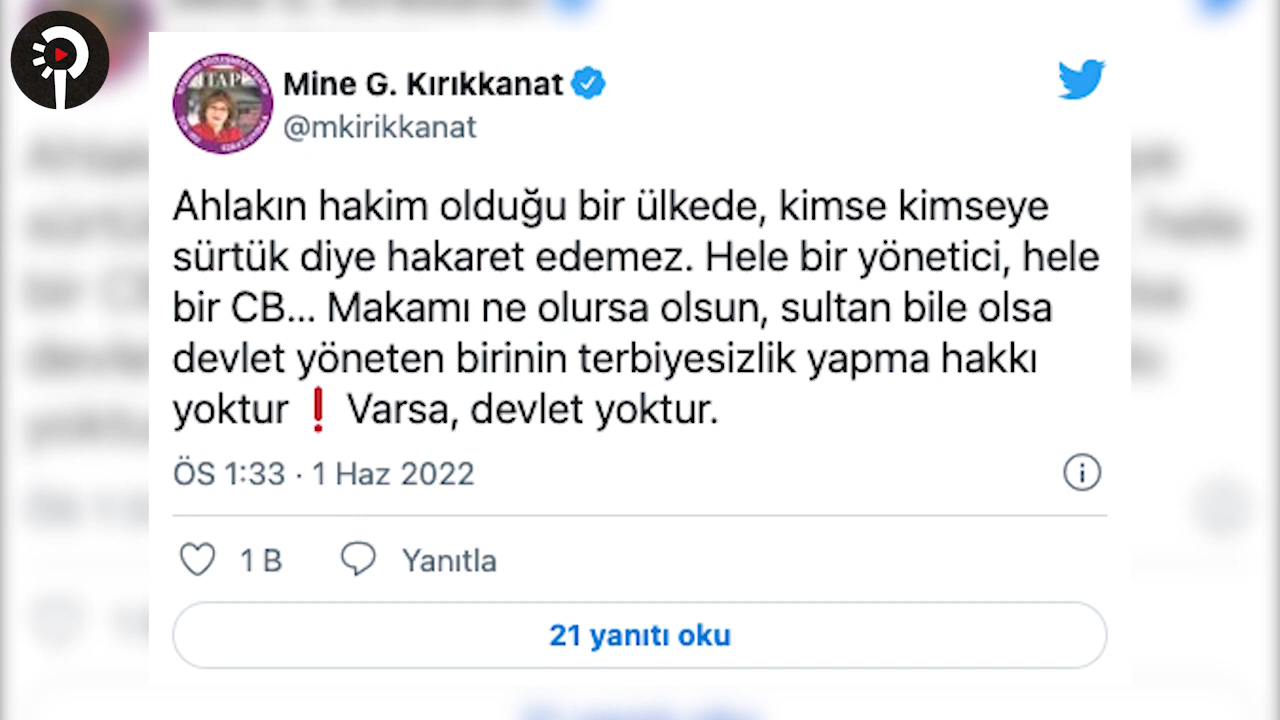 Mine G. Kırıkkanat
@mkirikkanat
Ahlakın hakim olduğu bir ülkede, kimse kimseye
sürtük diye hakaret edemez. Hele bir yönetici, hele
bir CB... Makamı ne olursa olsun, sultan bile olsa
devlet yöneten birinin terbiyesizlik yapma hakkı
yoktur❗ Varsa, devlet yoktur.
ÖS 1:33 · 1 Haz 2022
1 B Yanıtla
21 yanıtı oku